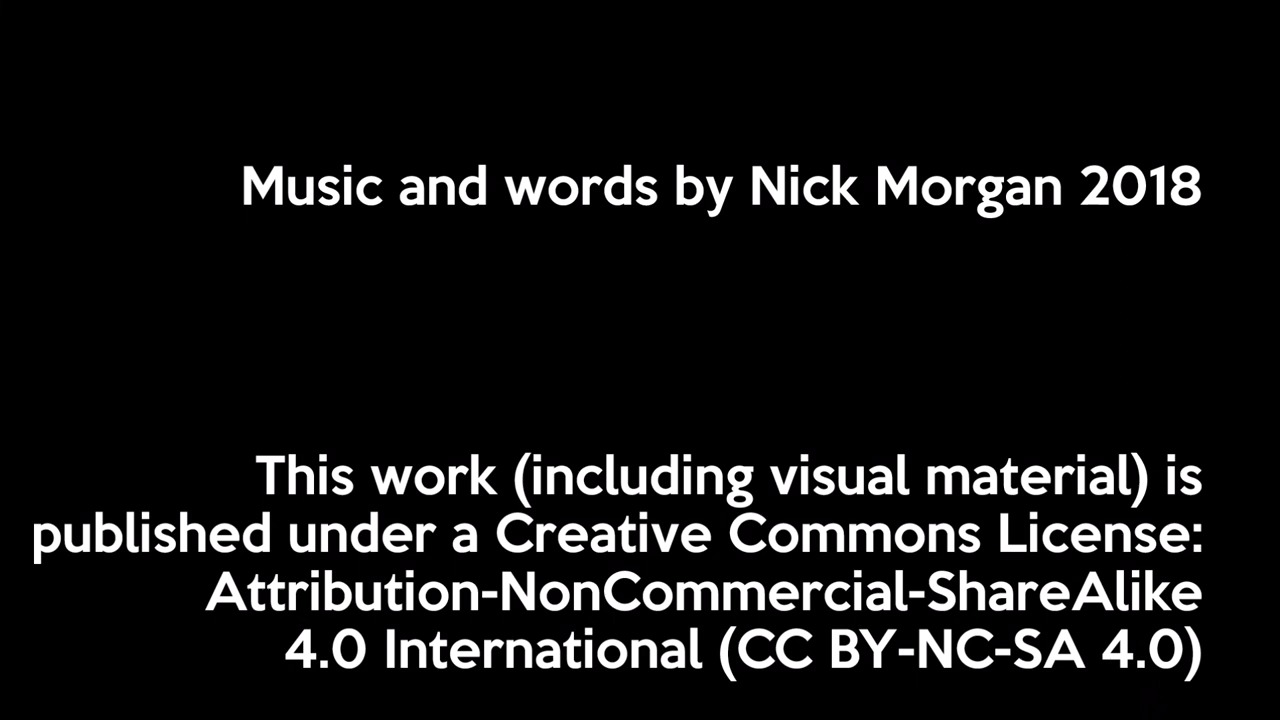 Music and words by Nick Morgan 2018
This work (including visual material) is
published under a Creative Commons License:
Attribution-NonCommercial-ShareAlike
4.0 International (CC BY-NC-SA 4.0)